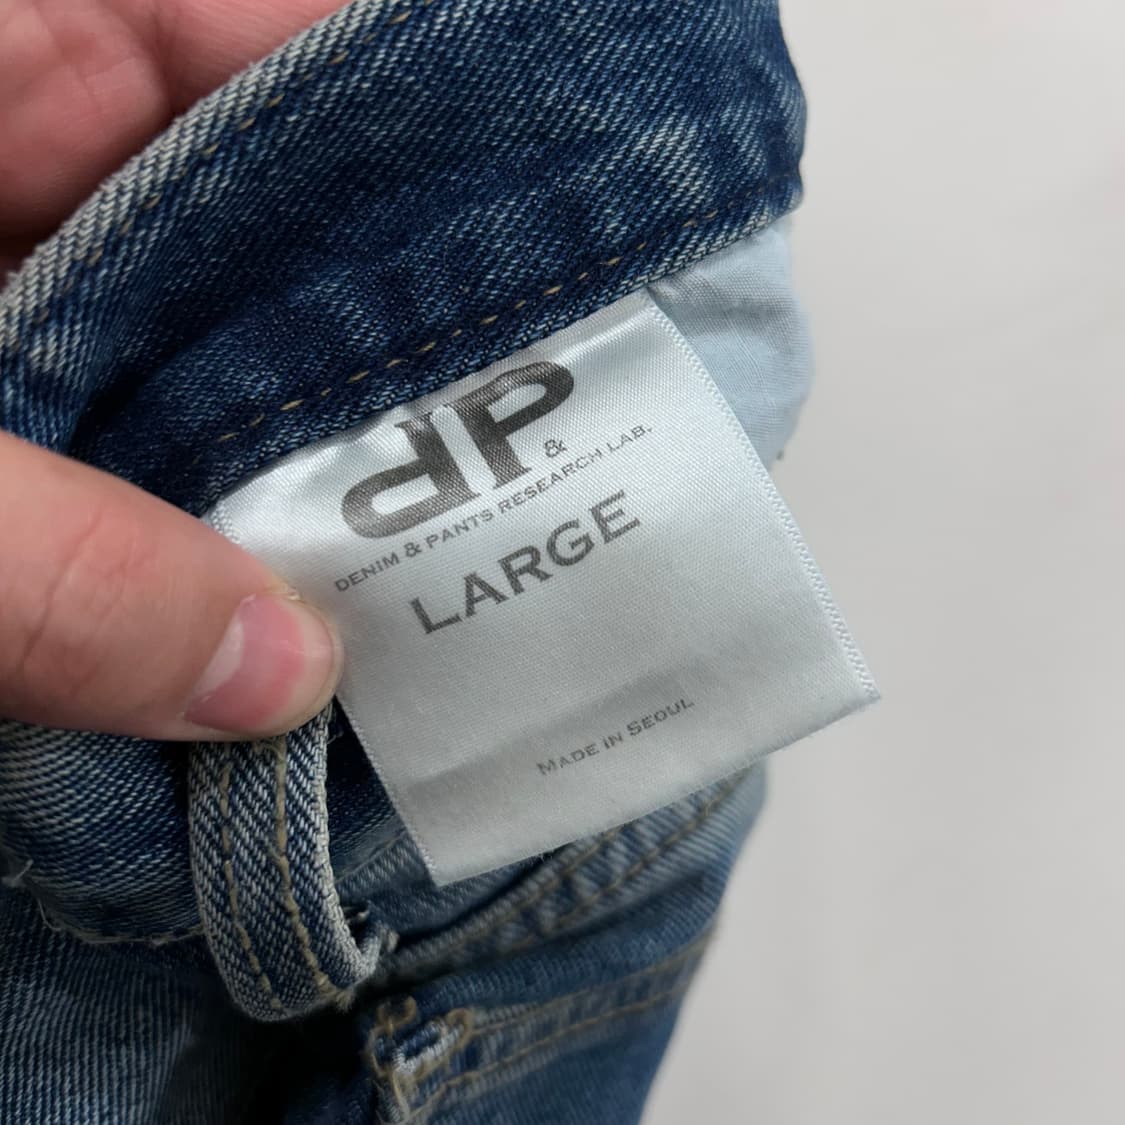 dP
&
DENIM & PANTS RESEARCH LAB.
LARGE
MADE IN SEOUL